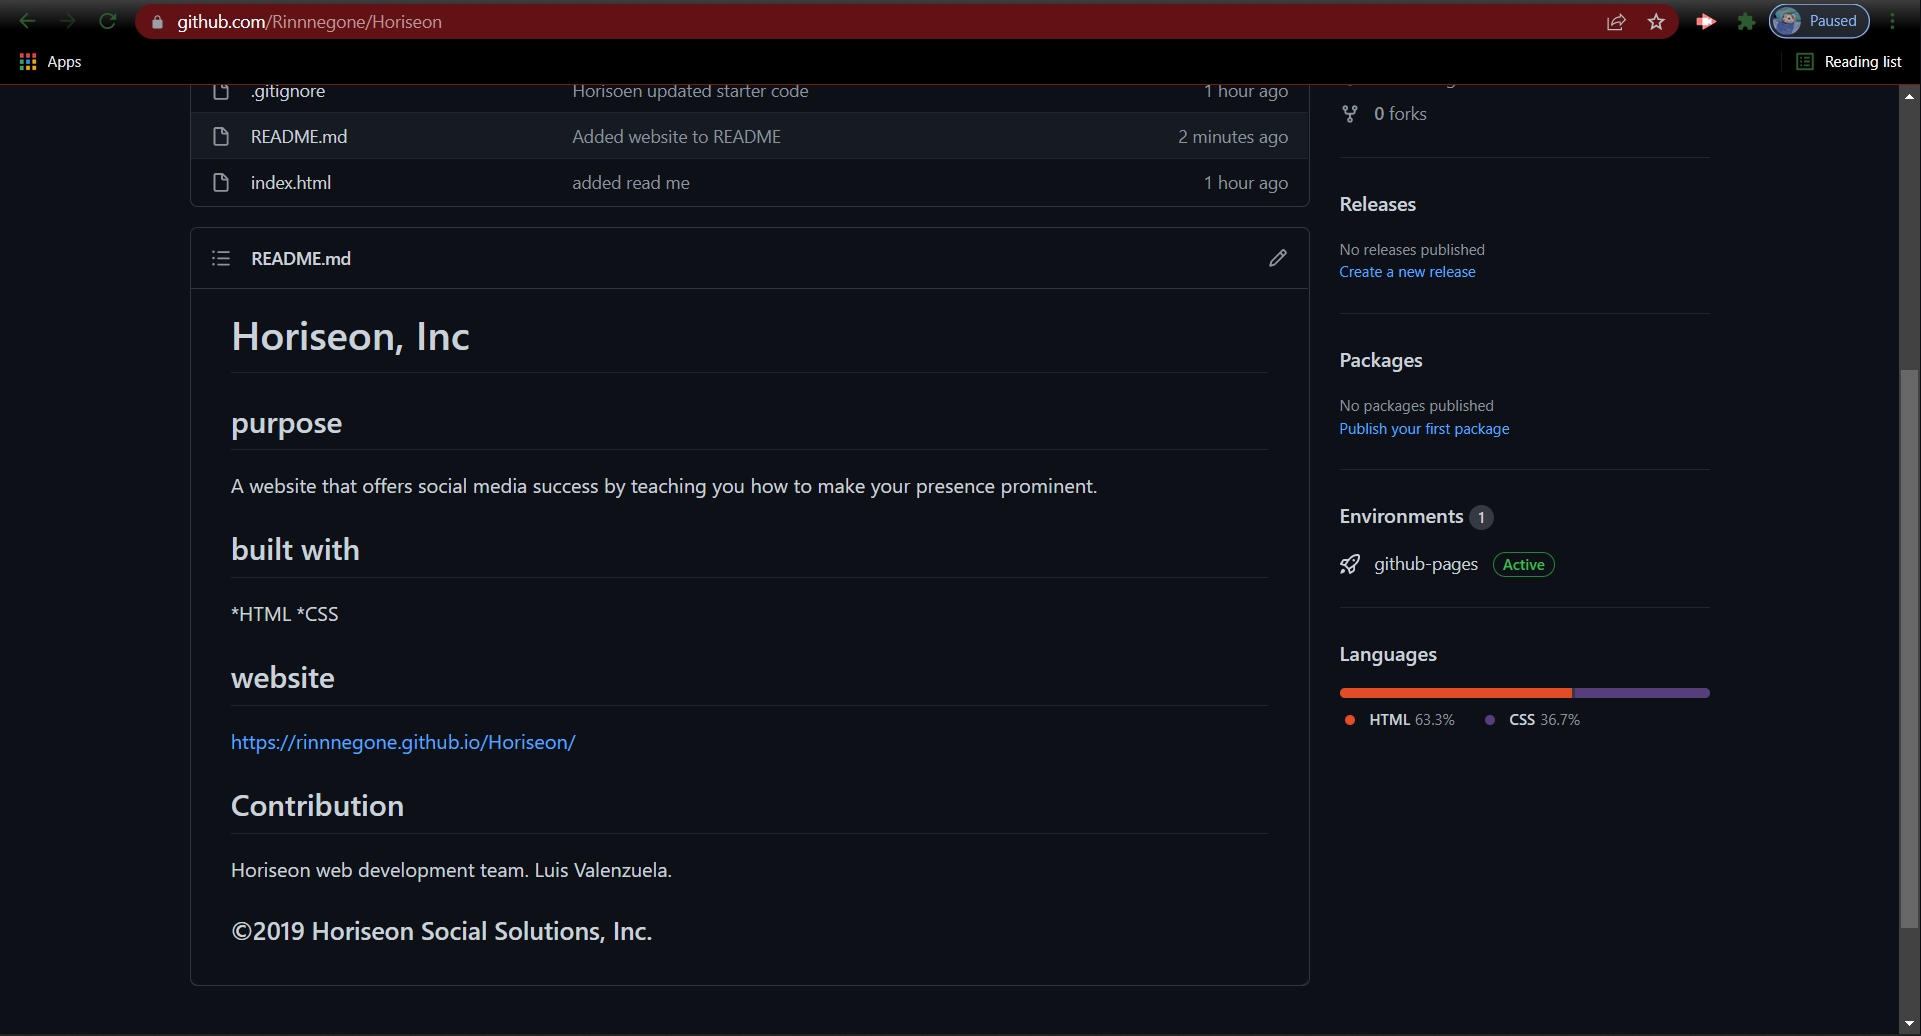 github.com/Rinnnegone/Horiseon
Paused
Apps
Reading list
.gitignore Horisoen updated starter code 1 hour ago
README.md Added website to README 2 minutes ago
index.html added read me 1 hour ago
README.md
Horiseon, Inc
purpose
A website that offers social media success by teaching you how to make your presence prominent.
built with
*HTML *CSS
website
https://rinnnegone.github.io/Horiseon/
Contribution
Horiseon web development team. Luis Valenzuela.
©2019 Horiseon Social Solutions, Inc.
0 forks
Releases
No releases published
Create a new release
Packages
No packages published
Publish your first package
Environments 1
github-pages Active
Languages
HTML 63.3% CSS 36.7%